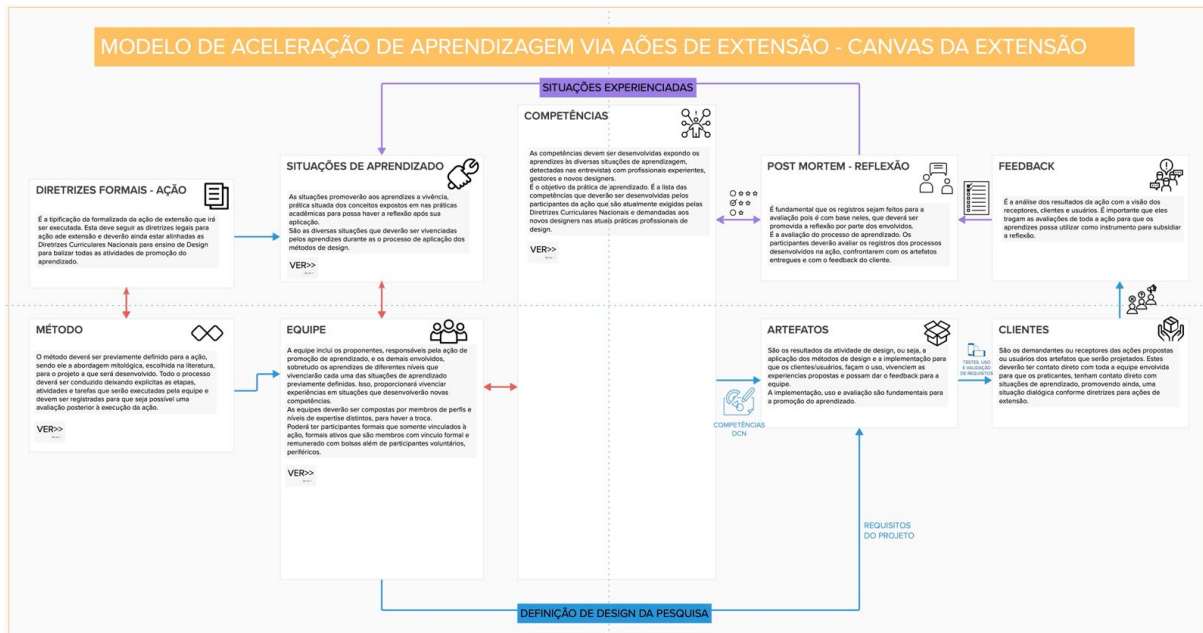 MODELO DE ACELERAÇÃO DE APRENDIZAGEM VIA AÕES DE EXTENSÃO - CANVAS DA EXTENSÃO
SITUAÇÕES EXPERIENCIADAS
DIRETRIZES FORMAIS - AÇÃO
É a tipificação da formalizada da ação de extensão que irá
ser executada. Esta deve seguir as diretrizes legais para
ação ade extensão e deverão ainda estar alinhadas as
Diretrizes Curriculares Nacionais para ensino de Design
para balizar todas as atividades de promoção do
aprendizado.
SITUAÇÕES DE APRENDIZADO
As situações promoverão aos aprendizes a vivência,
prática situada dos conceitos expostos em nas práticas
acadêmicas para possa haver a reflexão após sua
aplicação.
São as diversas situações que deverão ser vivenciadas
pelos aprendizes durante as o processo de aplicação dos
métodos de design.
VER>>
COMPETÊNCIAS
As competências devem ser desenvolvidas expondo os
aprendizes às diversas situações de aprendizagem,
detectadas nas entrevistas com profissionais experientes,
gestores e novos designers.
É o objetivo da prática de aprendizado. É a lista das
competências que deverão ser desenvolvidas pelos
participantes da ação que são atualmente exigidas pelas
Diretrizes Curriculares Nacionais e demandadas aos
novos designers nas atuais práticas profissionais de
design.
VER>>
POST MORTEM - REFLEXÃO
É fundamental que os registros sejam feitos para a
avaliação pois é com base neles, que deverá ser
promovida a reflexão por parte dos envolvidos.
É a avaliação do processo de aprendizado. Os
participantes deverão avaliar os registros dos processos
desenvolvidos na ação, confrontarem com os artefatos
entregues e com o feedback do cliente.
FEEDBACK
É a análise dos resultados da ação com a visão dos
receptores, clientes e usuários. É importante que eles
tragam as avaliações de toda a ação para que os
aprendizes possa utilizar como instrumento para subsidiar
a reflexão.
MÉTODO
O método deverá ser previamente definido para a ação,
sendo ele a abordagem mitológica, escolhida na literatura,
para o projeto a que será desenvolvido. Todo o processo
deverá ser conduzido deixando explicitas as etapas,
atividades e tarefas que serão executadas pela equipe e
devem ser registradas para que seja possível uma
avaliação posterior à execução da ação.
VER>>
EQUIPE
A equipe inclui os proponentes, responsáveis pela ação de
promoção de aprendizado, e os demais envolvidos,
sobretudo os aprendizes de diferentes níveis que
vivenciarão cada uma das situações de aprendizado
previamente definidas. Isso, proporcionará vivenciar
experiências em situações que desenvolverão novas
competências.
As equipes deverão ser compostas por membros de perfis e
níveis de expertise distintos, para haver a troca.
Poderá ter participantes formais que somente vinculados à
ação, formais ativos que são membros com vínculo formal e
remunerado com bolsas além de participantes voluntários,
periféricos.
VER>>
COMPETÊNCIAS
DCN
ARTEFATOS
São os resultados da atividade de design, ou seja, a
aplicação dos métodos de design e a implementação para
que os clientes/usuários, façam o uso, vivenciem as
experiencias propostas e possam dar o feedback para a
equipe.
A implementação, uso e avaliação são fundamentais para
a promoção do aprendizado.
TESTES, USO
E VALIDAÇÃO
DE REQUISITOS
CLIENTES
São os demandantes ou receptores das ações propostas
ou usuários dos artefatos que serão projetados. Estes
deverão ter contato direto com toda a equipe envolvida
para que os praticantes, tenham contato direto com
situações de aprendizado, promovendo ainda, uma
situação dialógica conforme diretrizes para ações de
extensão.
REQUISITOS
DO PROJETO
DEFINIÇÃO DE DESIGN DA PESQUISA